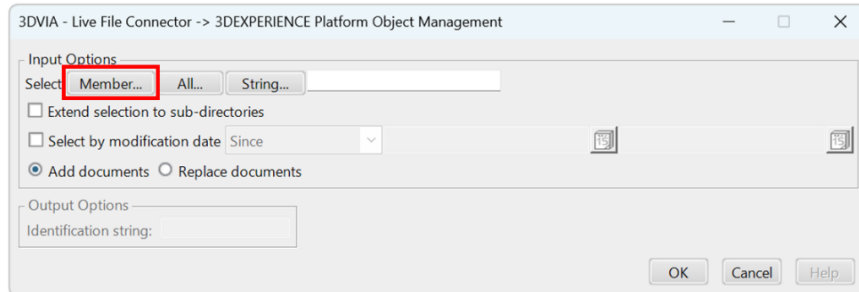 3DVIA - Live File Connector -> 3DEXPERIENCE Platform Object Management
Input Options
Select Member... All... String...
Extend selection to sub-directories
Select by modification date Since
Add documents Replace documents
Output Options
Identification string:
OK Cancel Help